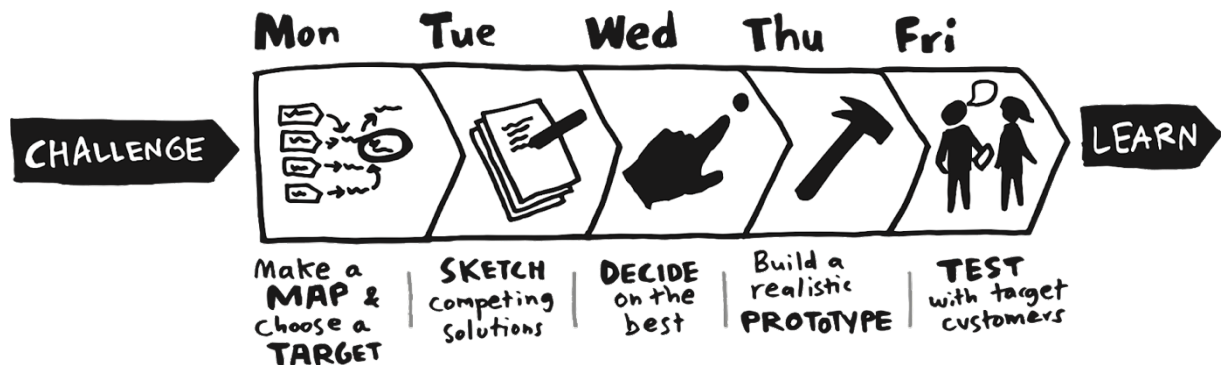 Mon Tue Wed Thu Fri
CHALLENGE
LEARN
Make a
MAP &
choose a
TARGET
SKETCH
competing
solutions
DECIDE
on the
best
Build a
realistic
PROTOTYPE
TEST
with target
customers